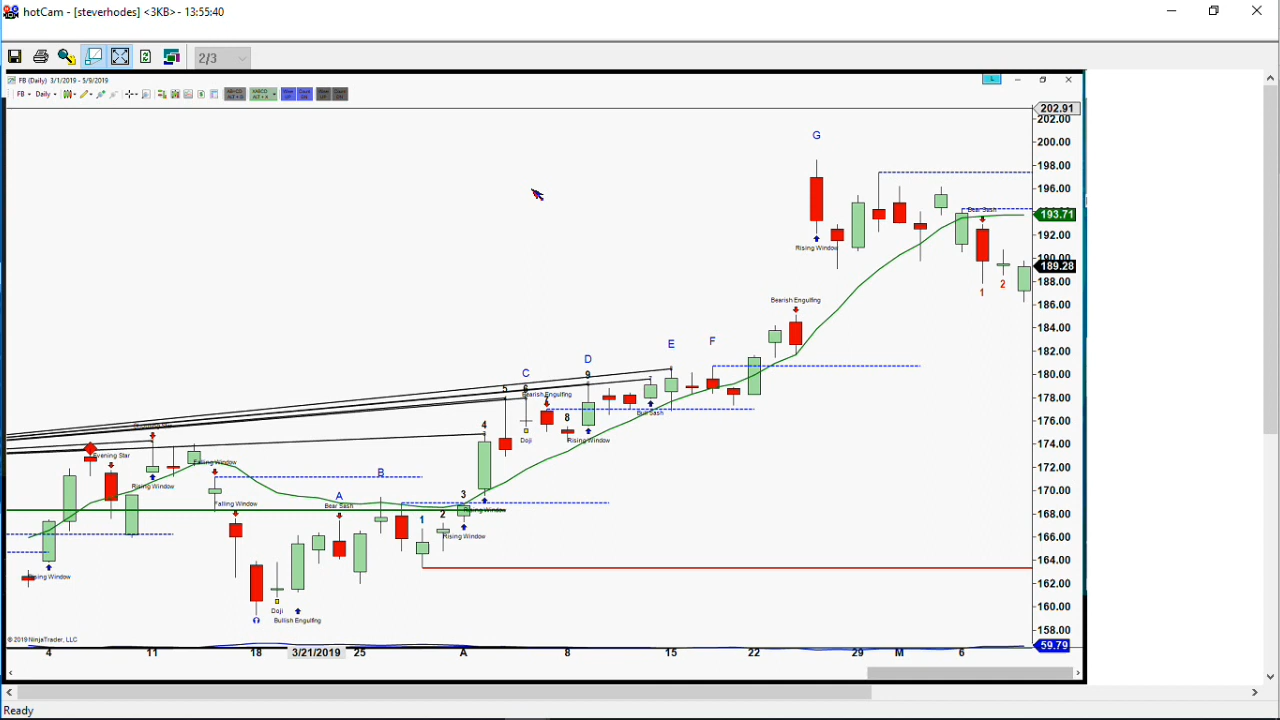 hotCam - [steverhodes] <3KB> - 13:55:40
2/3
FB (Daily) 3/1/2019 - 5/9/2019
FB Daily
202.91
202.00
200.00
198.00
196.00
193.71
192.00
190.00
189.28
188.00
186.00
184.00
182.00
180.00
178.00
176.00
174.00
172.00
170.00
168.00
166.00
164.00
162.00
160.00
158.00
59.79
G
Rising Window
Bear Sash
1
2
Bearish Engulfing
F
E
D
C
9
5
6
Bearish Engulfing
Bull Sash
8
Doji
Rising Window
4
Evening Star
Rising Window
Falling Window
B
A
Falling Window
Bear Sash
3
Rising Window
1
2
Rising Window
Rising Window
Doji
Bullish Engulfing
© 2019 NinjaTrader, LLC
4
11
18
3/21/2019
25
A
8
15
22
29
M
6
Ready